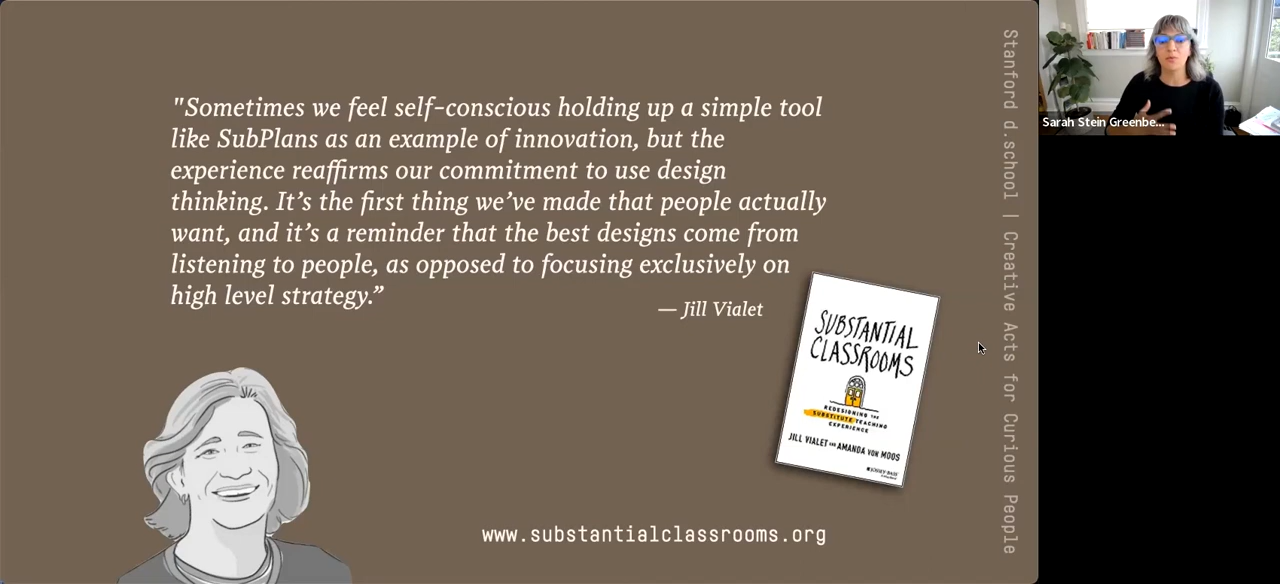 "Sometimes we feel self-conscious holding up a simple tool
like SubPlans as an example of innovation, but the
experience reaffirms our commitment to use design
thinking. It’s the first thing we’ve made that people actually
want, and it’s a reminder that the best designs come from
listening to people, as opposed to focusing exclusively on
high level strategy.”
— Jill Vialet
SUBSTANTIAL
CLASSROOMS
REDESIGNING THE
SUBSTITUTE TEACHING
EXPERIENCE
JILL VIALET AND AMANDA VON MOOS
JOSSEY-BASS
www.substantialclassrooms.org
Stanford d.school | Creative Acts for Curious People
Sarah Stein Greenbe...